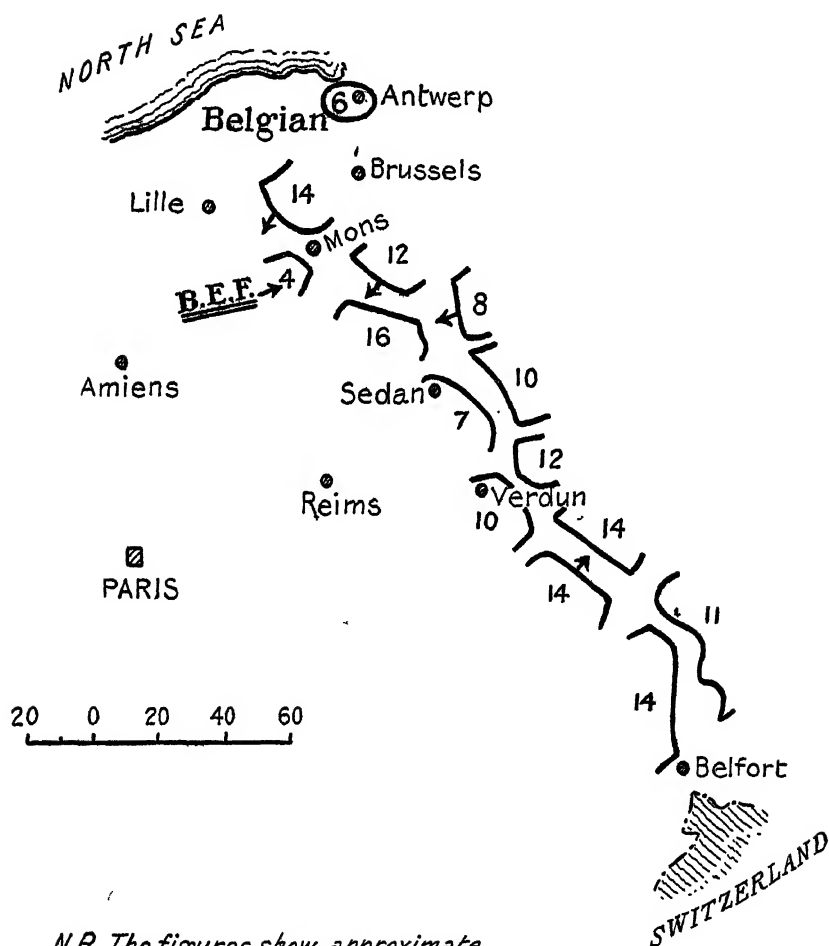 NORTH SEA
6 Antwerp
Belgian
Brussels
Lille
14
Mons
12
4
B.E.F.
8
16
10
Amiens
Sedan
7
12
Reims
Verdun
10
14
PARIS
14
11
14
20 0 20 40 60
Belfort
SWITZERLAND
N.B. The figures show approximate